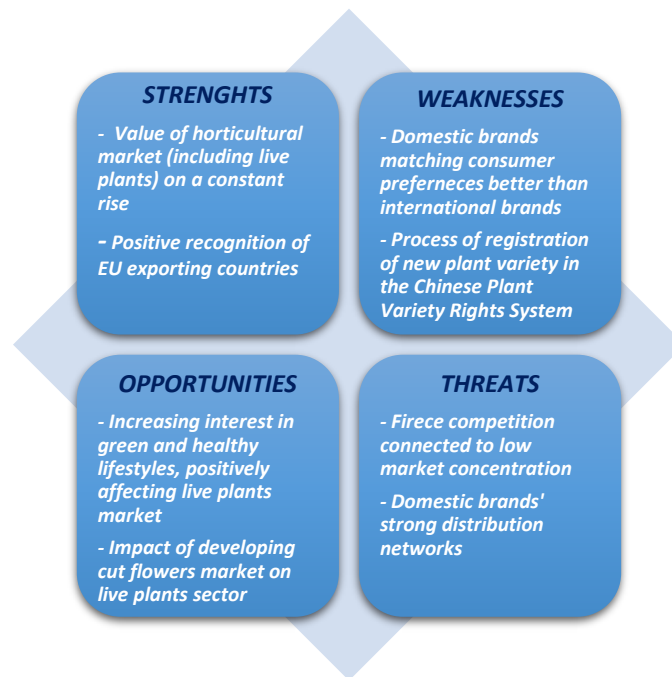 STRENGHTS
- Value of horticultural
market (including live
plants) on a constant
rise
- Positive recognition of
EU exporting countries
WEAKNESSES
- Domestic brands
matching consumer
preferneces better than
international brands
- Process of registration
of new plant variety in
the Chinese Plant
Variety Rights System
OPPORTUNITIES
- Increasing interest in
green and healthy
lifestyles, positively
affecting live plants
market
- Impact of developing
cut flowers market on
live plants sector
THREATS
- Firece competition
connected to low
market concentration
- Domestic brands'
strong distribution
networks